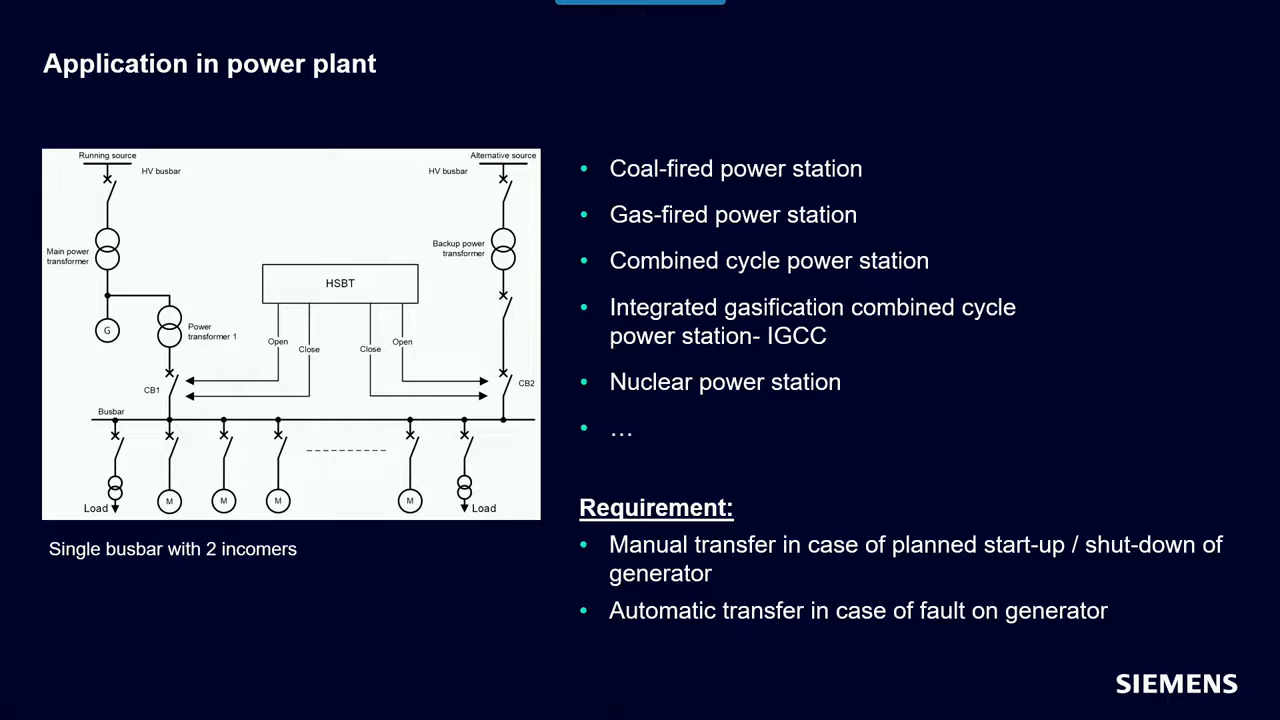 Application in power plant
Running source
HV busbar
Alternative source
HV busbar
Main power
transformer
Backup power
transformer
HSBT
G
Power
transformer 1
Open
Close
Close
Open
CB1
CB2
Busbar
M
M
M
M
Load
Load
Single busbar with 2 incomers
• Coal-fired power station
• Gas-fired power station
• Combined cycle power station
• Integrated gasification combined cycle
power station- IGCC
• Nuclear power station
• …
Requirement:
• Manual transfer in case of planned start-up / shut-down of
generator
• Automatic transfer in case of fault on generator
SIEMENS